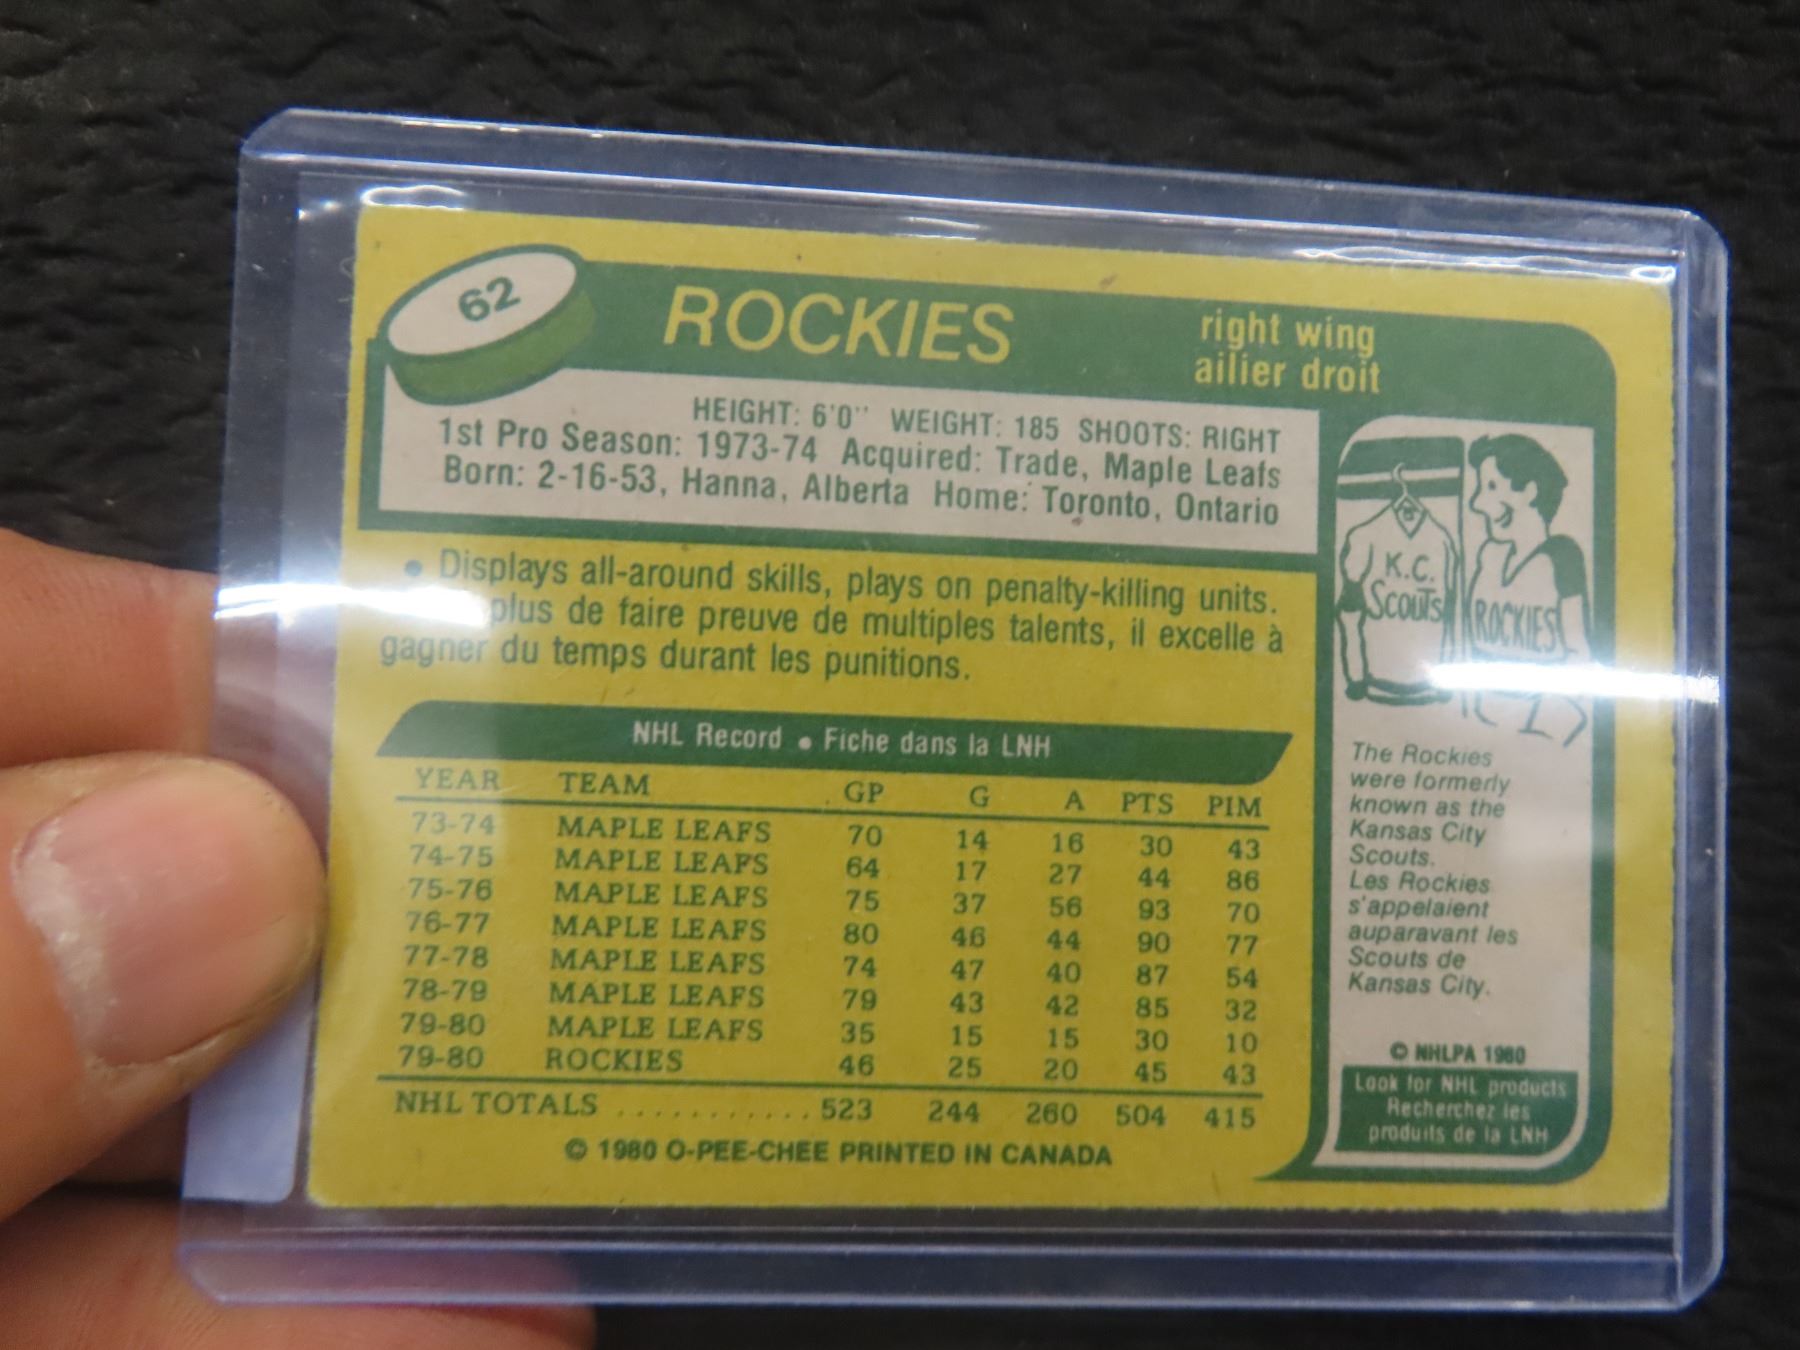 62
ROCKIES
right wing
ailier droit
HEIGHT: 6'0" WEIGHT: 185 SHOOTS: RIGHT
1st Pro Season: 1973-74 Acquired: Trade, Maple Leafs
Born: 2-16-53, Hanna, Alberta Home: Toronto, Ontario
• Displays all-around skills, plays on penalty-killing units.
plus de faire preuve de multiples talents, il excelle à
gagner du temps durant les punitions.
NHL Record • Fiche dans la LNH
YEAR TEAM GP G A PTS PIM
73-74 MAPLE LEAFS 70 14 16 30 43
74-75 MAPLE LEAFS 64 17 27 44 86
75-76 MAPLE LEAFS 75 37 56 93 70
76-77 MAPLE LEAFS 80 46 44 90 77
77-78 MAPLE LEAFS 74 47 40 87 54
78-79 MAPLE LEAFS 79 43 42 85 32
79-80 MAPLE LEAFS 35 15 15 30 10
79-80 ROCKIES 46 25 20 45 43
NHL TOTALS ............ 523 244 260 504 415
© 1980 O-PEE-CHEE PRINTED IN CANADA
K.C.
SCOUTS
ROCKIES
The Rockies
were formerly
known as the
Kansas City
Scouts.
Les Rockies
s'appelaient
auparavant les
Scouts de
Kansas City.
© NHLPA 1980
Look for NHL products
Recherchez les
produits de la LNH